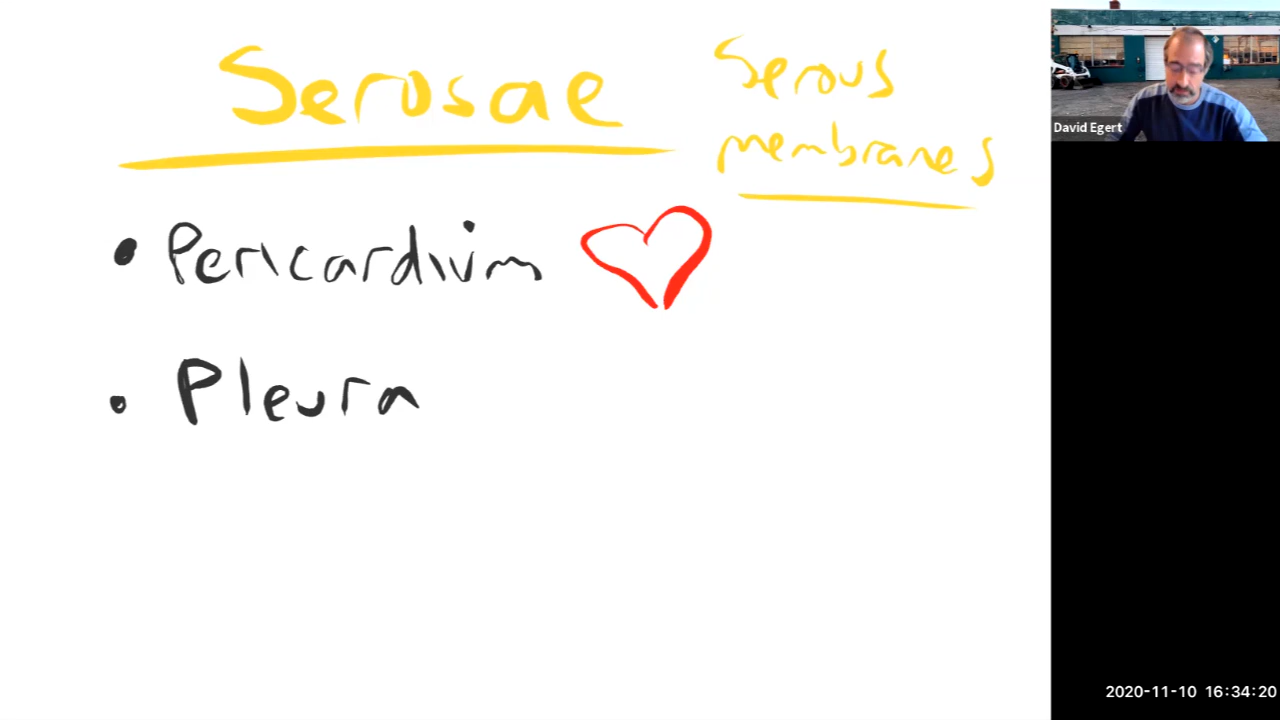 Serosae
Serous
membranes
• Pericardium
• Pleura
David Egert
2020-11-10 16:34:20